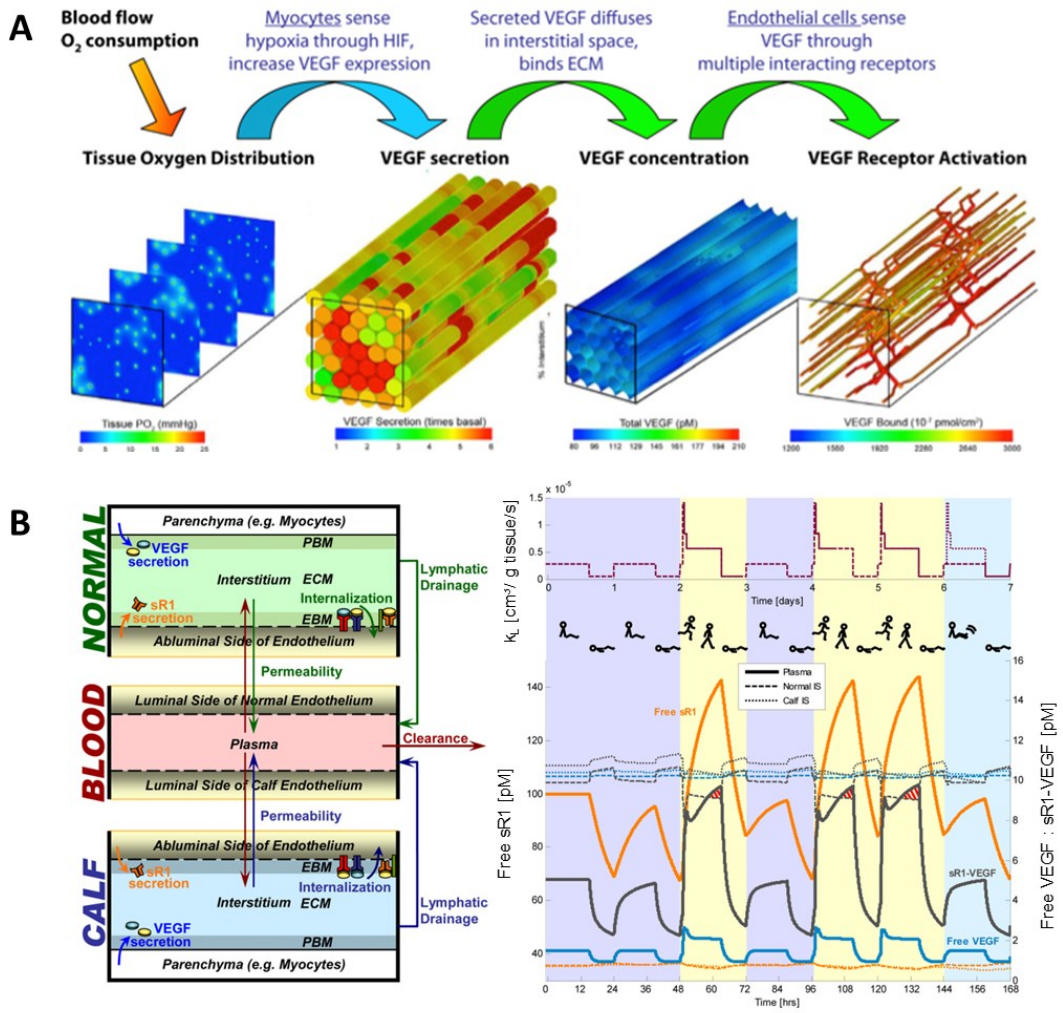 A
Blood flow
O₂ consumption
Myocytes sense
hypoxia through HIF,
increase VEGF expression
Secreted VEGF diffuses
in interstitial space,
binds ECM
Endothelial cells sense
VEGF through
multiple interacting
receptors
Tissue Oxygen Distribution
VEGF secretion
VEGF concentration
VEGF Receptor Activation
% Interstitium
Tissue PO₂ (mmHg)
0 5 10 15 20 25
VEGF Secretion (times basal)
1 2 3 4 5 6
Total VEGF (pM)
80 96 112 129 145 161 177 194 210
VEGF Bound (10⁻⁷ pmol/cm²)
1200 1560 1920 2280 2640 3000
B
NORMAL
Parenchyma (e.g. Myocytes)
PBM
VEGF
secretion
Interstitium
ECM
sR1
secretion
Internalization
EBM
Abluminal Side of Endothelium
Lymphatic
Drainage
Permeability
BLOOD
Luminal Side of Normal Endothelium
Plasma
Clearance
Luminal Side of Calf Endothelium
Permeability
CALF
Abluminal Side of Endothelium
EBM
sR1
secretion
Internalization
Interstitium
ECM
VEGF
secretion
PBM
Parenchyma (e.g. Myocytes)
Lymphatic
Drainage
x 10⁻⁵
1.5
1
0.5
0
kL [cm³/ g tissue/s]
0 1 2 3 4 5 6 7
Time [days]
Plasma
Normal IS
Calf IS
Free sR1
sR1-VEGF
Free VEGF
Free sR1 [pM]
140
120
100
80
60
40
Free VEGF : sR1-VEGF [pM]
16
14
12
10
8
6
4
2
0
0 12 24 36 48 60 72 84 96 108 120 132 144 156 168
Time [hrs]